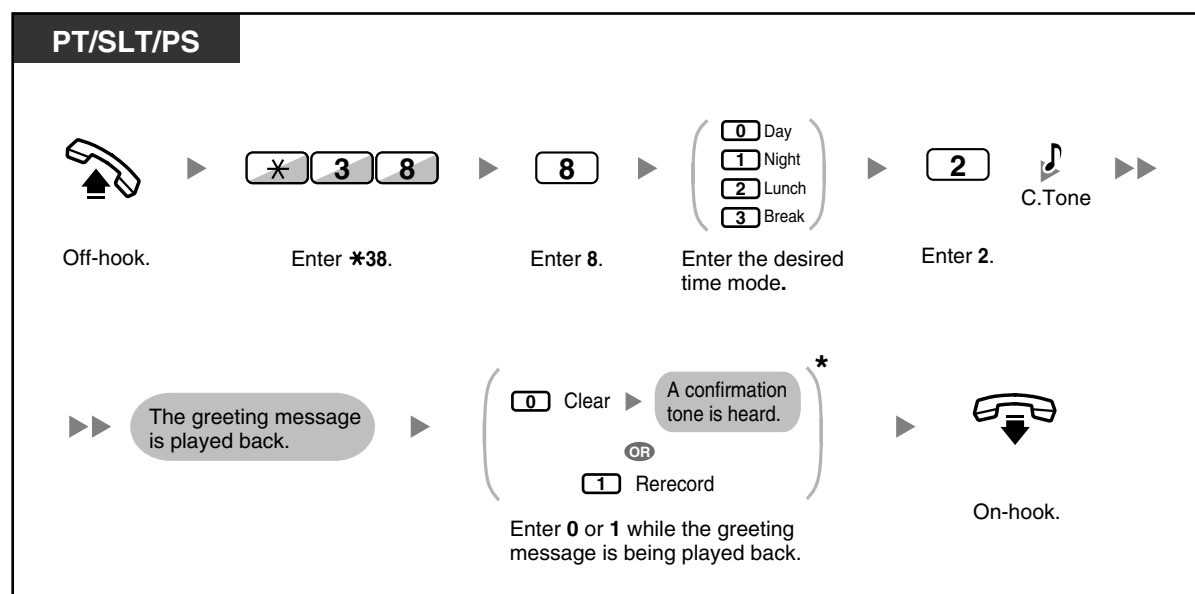 PT/SLT/PS
✳ 3 8
8
0 Day
1 Night
2 Lunch
3 Break
2
C.Tone
Off-hook.
Enter ✳38.
Enter 8.
Enter the desired
time mode.
Enter 2.
The greeting message
is played back.
0 Clear
A confirmation
tone is heard.
*
OR
1 Rerecord
Enter 0 or 1 while the greeting
message is being played back.
On-hook.